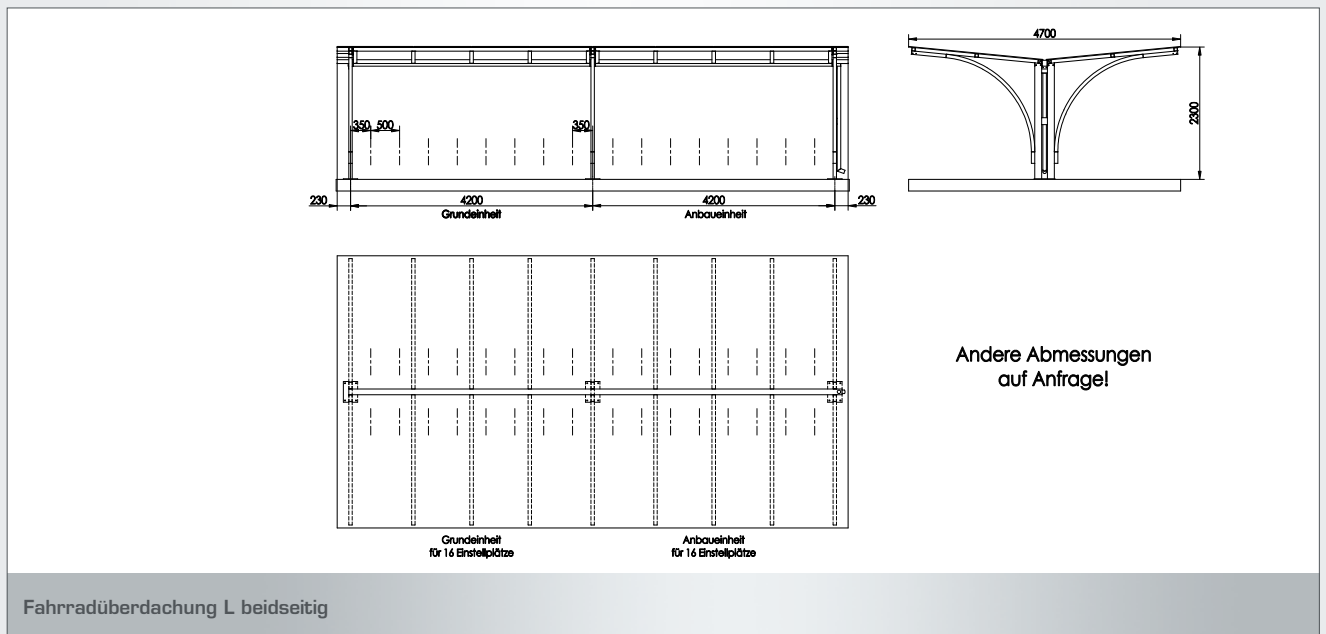 4700
2300
350 500 350
230 4200 4200 230
Grundeinheit Anbaueinheit
Andere Abmessungen
auf Anfrage!
Grundeinheit Anbaueinheit
für 16 Einstellplätze für 16 Einstellplätze
Fahrradüberdachung L beidseitig